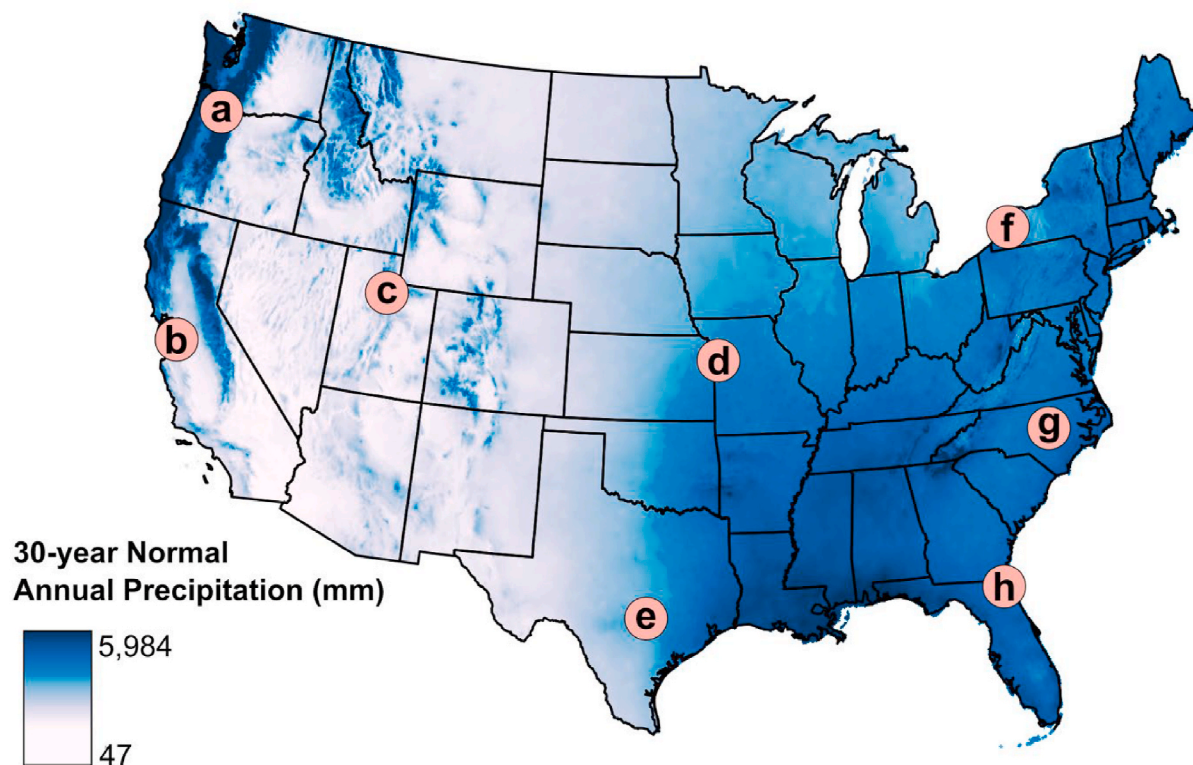 a
b
c
d
e
f
g
h
30-year Normal
Annual Precipitation (mm)
5,984
47